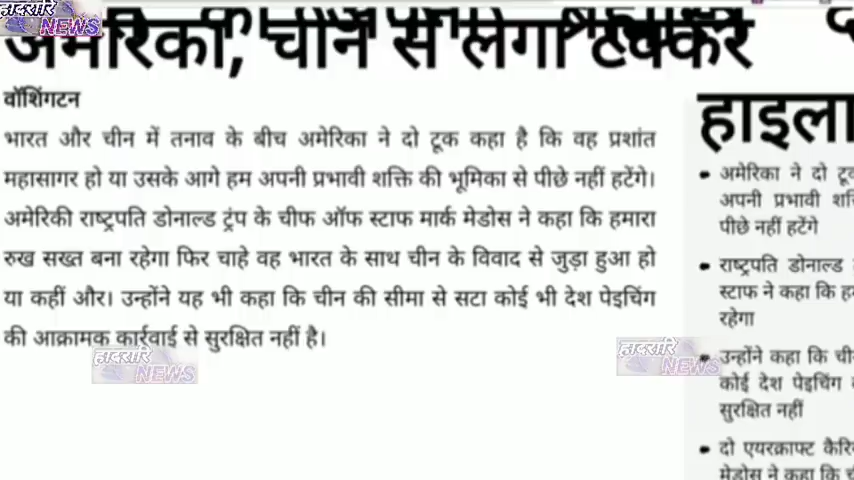 हादसारि
NEWS
अमेरिका, चीन से लेगा टक्कर
वॉशिंगटन
भारत और चीन में तनाव के बीच अमेरिका ने दो टूक कहा है कि वह प्रशांत
महासागर हो या उसके आगे हम अपनी प्रभावी शक्ति की भूमिका से पीछे नहीं हटेंगे।
अमेरिकी राष्ट्रपति डोनाल्ड ट्रंप के चीफ ऑफ स्टाफ मार्क मेडोस ने कहा कि हमारा
रुख सख्त बना रहेगा फिर चाहे वह भारत के साथ चीन के विवाद से जुड़ा हुआ हो
या कहीं और। उन्होंने यह भी कहा कि चीन की सीमा से सटा कोई भी देश पेइचिंग
की आक्रामक कार्रवाई से सुरक्षित नहीं है।
NEWS
NEWS
हाइला
• अमेरिका ने दो टू
अपनी प्रभावी
पीछे नहीं हटेंगे
• राष्ट्रपति डोनाल्ड
स्टाफ ने कहा कि
रहेगा
• उन्होंने कहा कि
कोई देश पेइचिंग
सुरक्षित नहीं
• दो एयरक्राफ्ट
मेडोस ने कहा कि